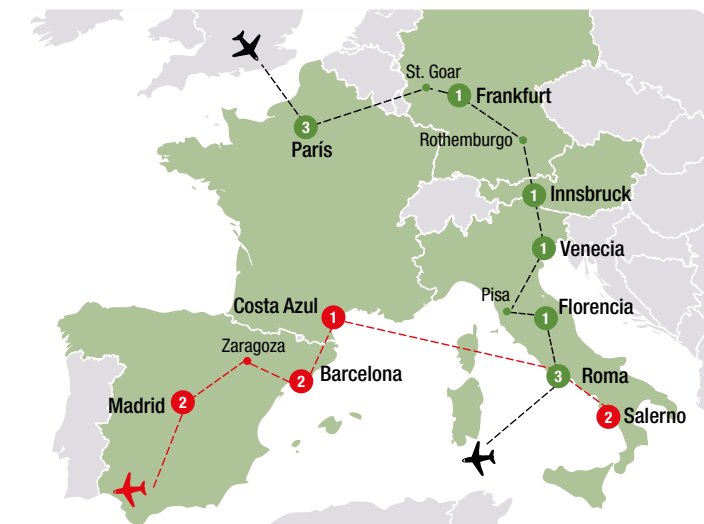 St. Goar
1 Frankfurt
3
París
Rothemburgo
1 Innsbruck
1 Venecia
Pisa
1 Florencia
Costa Azul 1
Zaragoza
3 Roma
2 Barcelona
Madrid 2
2 Salerno